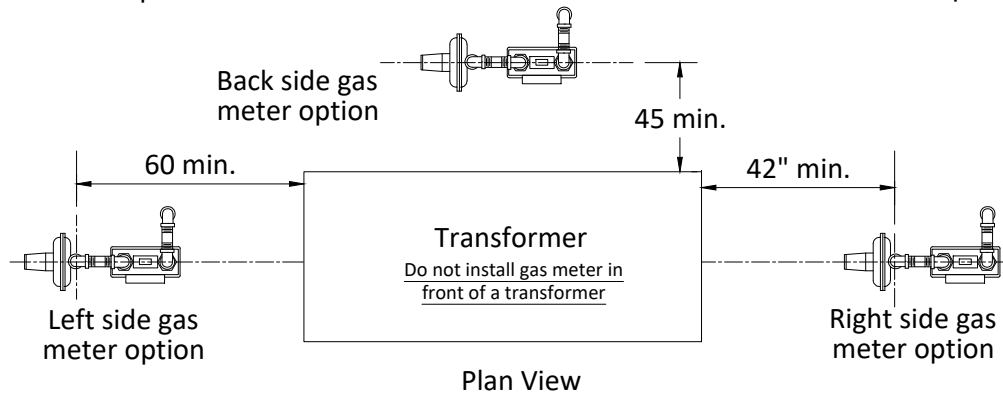 Back side gas
meter option
45 min.
60 min.
42" min.
Transformer
Do not install gas meter in
front of a transformer
Left side gas
meter option
Right side gas
meter option
Plan View